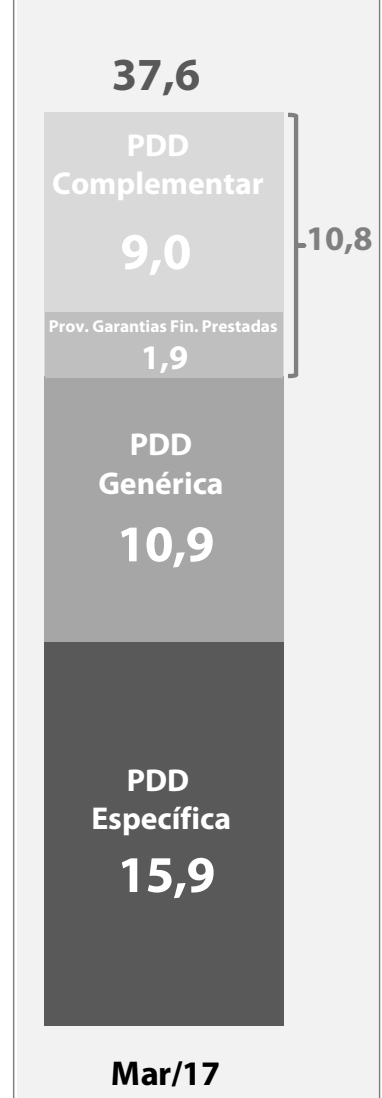 37,6
PDD
Complementar
9,0
10,8
Prov. Garantias Fin. Prestadas
1,9
PDD
Genérica
10,9
PDD
Específica
15,9
Mar/17